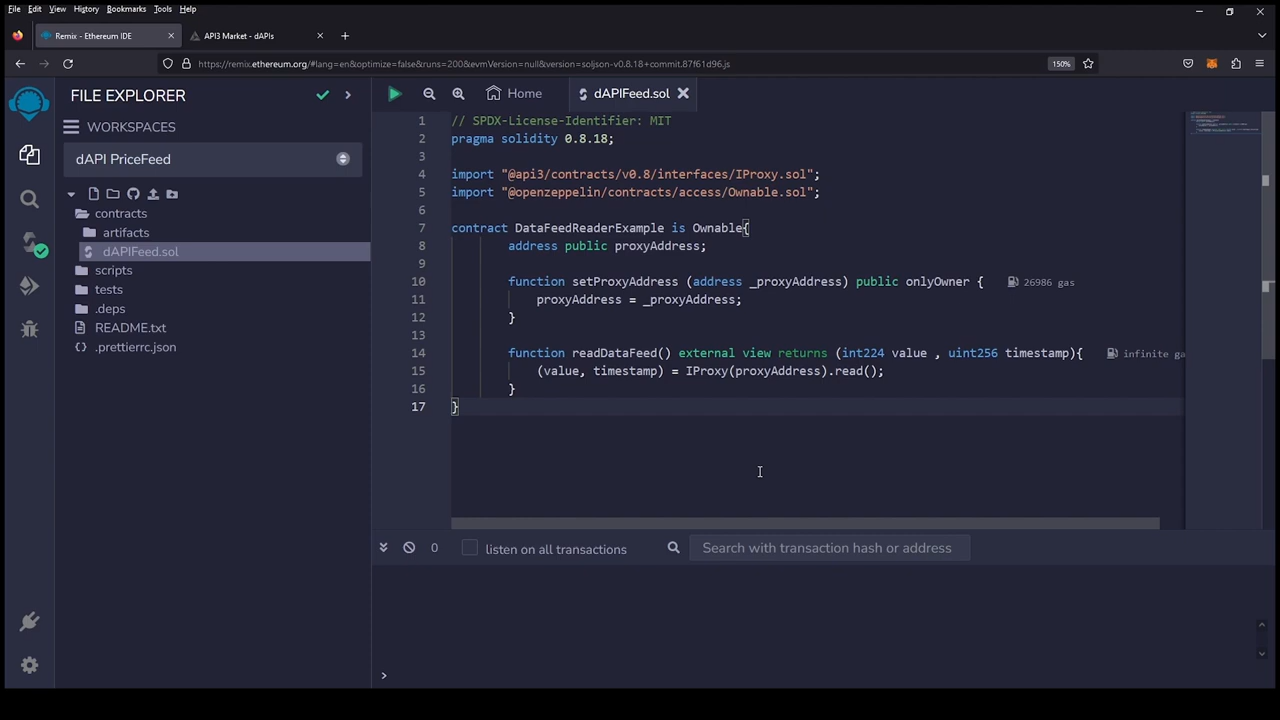 File Edit View History Bookmarks Tools Help
Remix - Ethereum IDE
API3 Market - dAPIs
https://remix.ethereum.org/#lang=en&optimize=false&runs=200&evmVersion=null&version=soljson-v0.8.18+commit.87f61d96.js
150%
FILE EXPLORER
WORKSPACES
dAPI PriceFeed
contracts
artifacts
dAPIFeed.sol
scripts
tests
.deps
README.txt
.prettierrc.json
Home
dAPIFeed.sol
1 // SPDX-License-Identifier: MIT
2 pragma solidity 0.8.18;
3
4 import "@api3/contracts/v0.8/interfaces/IProxy.sol";
5 import "@openzeppelin/contracts/access/Ownable.sol";
6
7 contract DataFeedReaderExample is Ownable{
8 address public proxyAddress;
9
10 function setProxyAddress (address _proxyAddress) public onlyOwner { 26986 gas
11 proxyAddress = _proxyAddress;
12 }
13
14 function readDataFeed() external view returns (int224 value , uint256 timestamp){ infinite ga
15 (value, timestamp) = IProxy(proxyAddress).read();
16 }
17 }
0 listen on all transactions Search with transaction hash or address
>